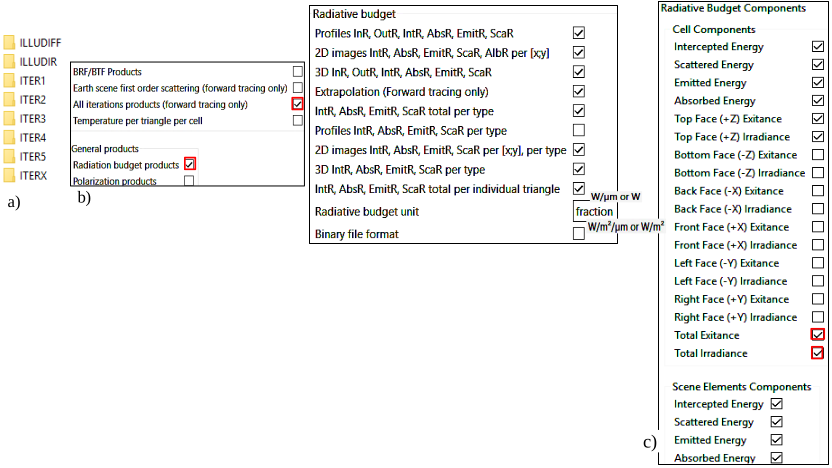 ILLUDIFF
ILLUDIR
ITER1
ITER2
ITER3
ITER4
ITER5
ITERX
a)
BRF/BTF Products
Earth scene first order scattering (forward tracing only)
All iterations products (forward tracing only)
Temperature per triangle per cell
General products
Radiation budget products
Polarization products
b)
Radiative budget
Profiles InR, OutR, IntR, AbsR, EmitR, ScaR
2D images IntR, AbsR, EmitR, ScaR, AlbR per [x;y]
3D InR, OutR, IntR, AbsR, EmitR, ScaR
Extrapolation (Forward tracing only)
IntR, AbsR, EmitR, ScaR total per type
Profiles IntR, AbsR, EmitR, ScaR per type
2D images IntR, AbsR, EmitR, ScaR per [x;y], per type
3D IntR, AbsR, EmitR, ScaR per type
IntR, AbsR, EmitR, ScaR total per individual triangle
W/µm or W
Radiative budget unit fraction
W/m²/µm or W/m²
Binary file format
Radiative Budget Components
Cell Components
Intercepted Energy
Scattered Energy
Emitted Energy
Absorbed Energy
Top Face (+Z) Exitance
Top Face (+Z) Irradiance
Bottom Face (-Z) Exitance
Bottom Face (-Z) Irradiance
Back Face (-X) Exitance
Back Face (-X) Irradiance
Front Face (+X) Exitance
Front Face (+X) Irradiance
Left Face (-Y) Exitance
Left Face (-Y) Irradiance
Right Face (+Y) Exitance
Right Face (+Y) Irradiance
Total Exitance
Total Irradiance
Scene Elements Components
Intercepted Energy
Scattered Energy
Emitted Energy
Absorbed Energy
c)